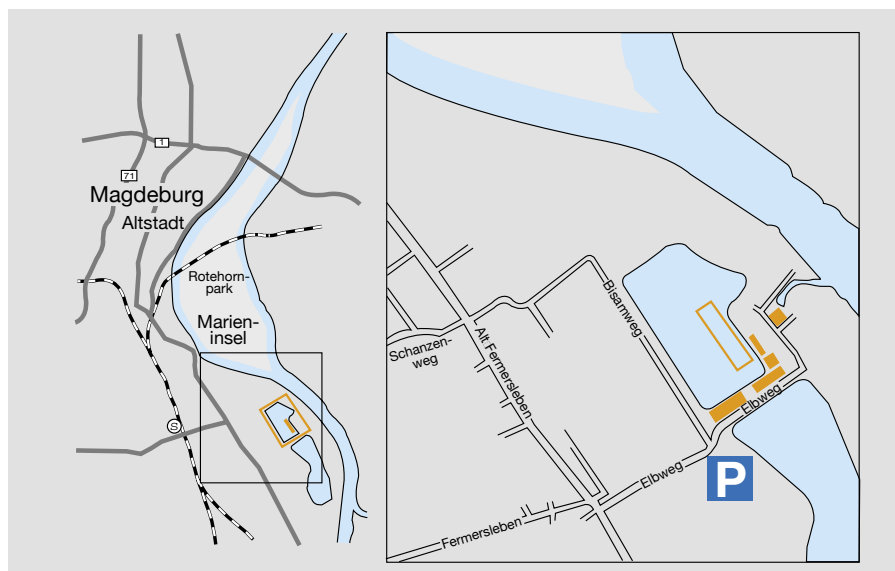 1
71
Magdeburg
Altstadt
Rotehorn-
park
Marien-
insel
S
Bisamweg
Schanzen-
weg
Alt Fermersleben
Elbweg
P
Elbweg
Fermersleben